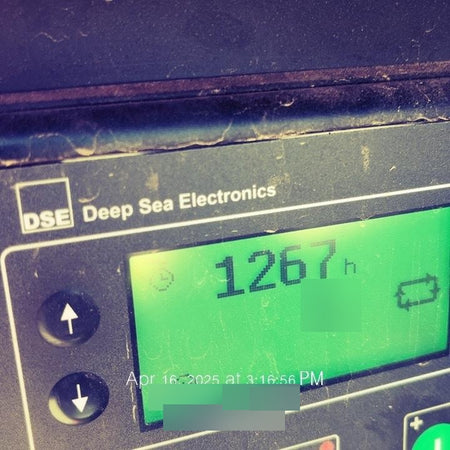 DSE Deep Sea Electronics
1267 h
Apr 16, 2025 at 3:16:56 PM